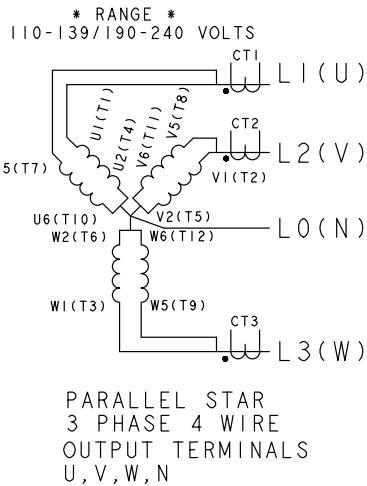 * RANGE *
110-139/190-240 VOLTS
CT1
L1(U)
U1(T1)
U2(T4)
V6(T11)
V5(T8)
CT2
L2(V)
5(T7)
V1(T2)
U6(T10)
V2(T5)
L0(N)
W2(T6)
W6(T12)
W1(T3)
W5(T9)
CT3
L3(W)
PARALLEL STAR
3 PHASE 4 WIRE
OUTPUT TERMINALS
U,V,W,N